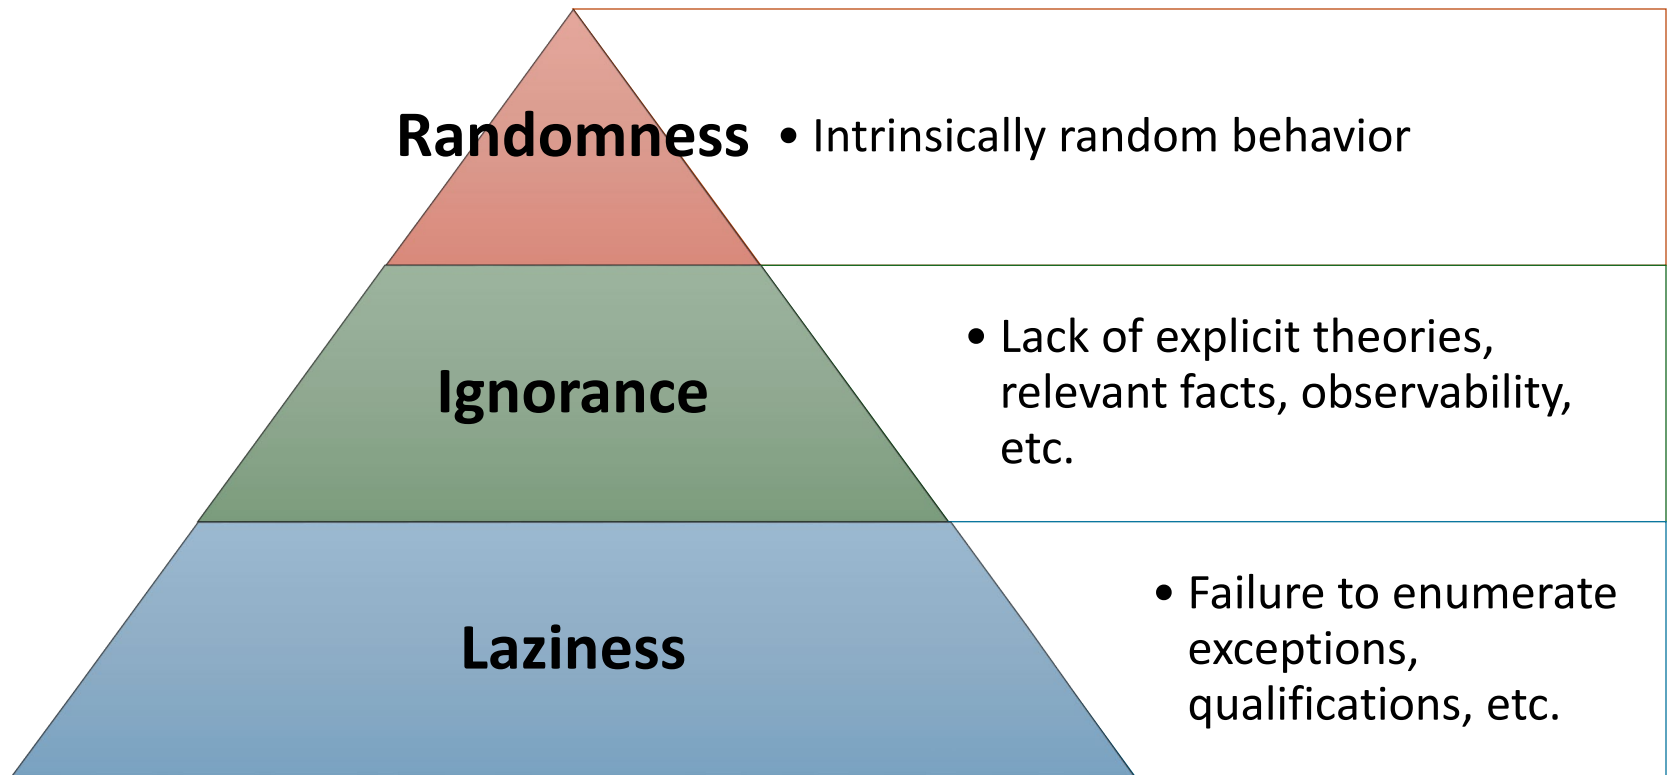 Randomness
• Intrinsically random behavior
Ignorance
• Lack of explicit theories,
relevant facts, observability,
etc.
Laziness
• Failure to enumerate
exceptions,
qualifications, etc.